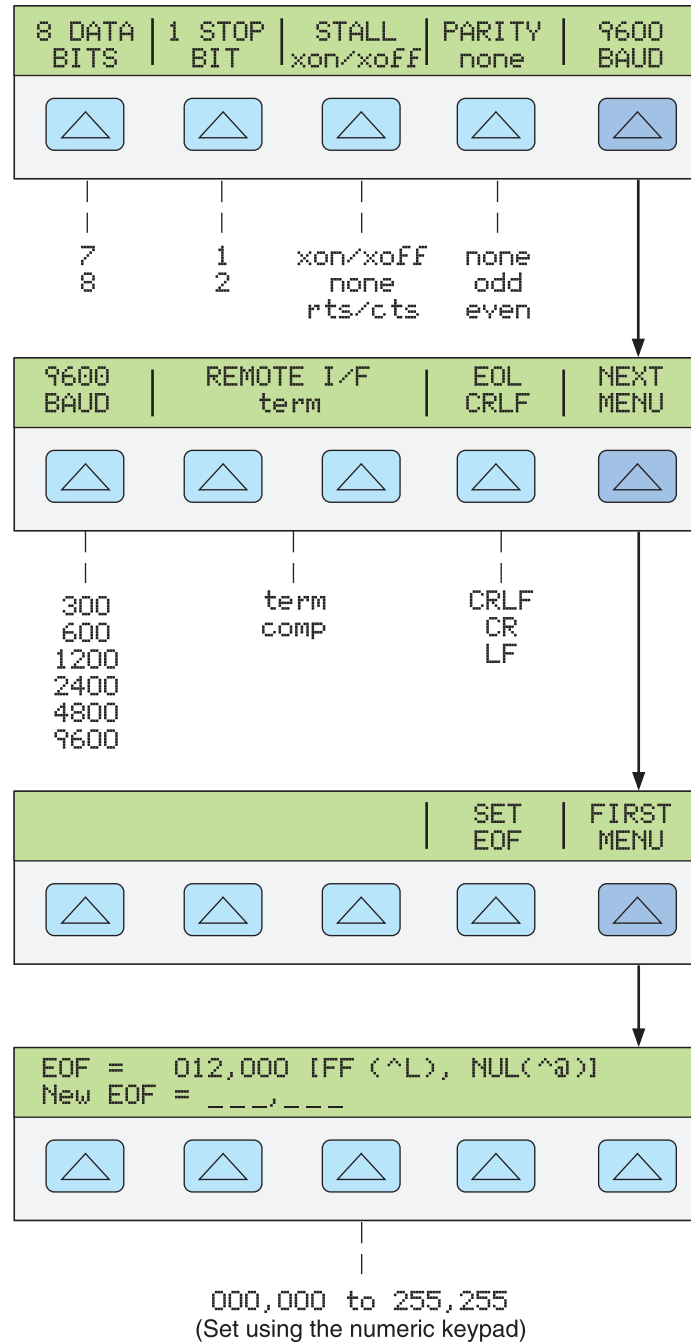 8 DATA BITS | 1 STOP BIT | STALL xon/xoff | PARITY none | 9600 BAUD
7 1 xon/xoff none
8 2 none odd
rts/cts even
9600 BAUD | REMOTE I/F term | EOL CRLF | NEXT MENU
300 term CRLF
600 comp CR
1200 LF
2400
4800
9600
| SET EOF | FIRST MENU
EOF = 012,000 [FF (^L), NUL(^@)]
New EOF = _ _ _,_ _ _
000,000 to 255,255
(Set using the numeric keypad)